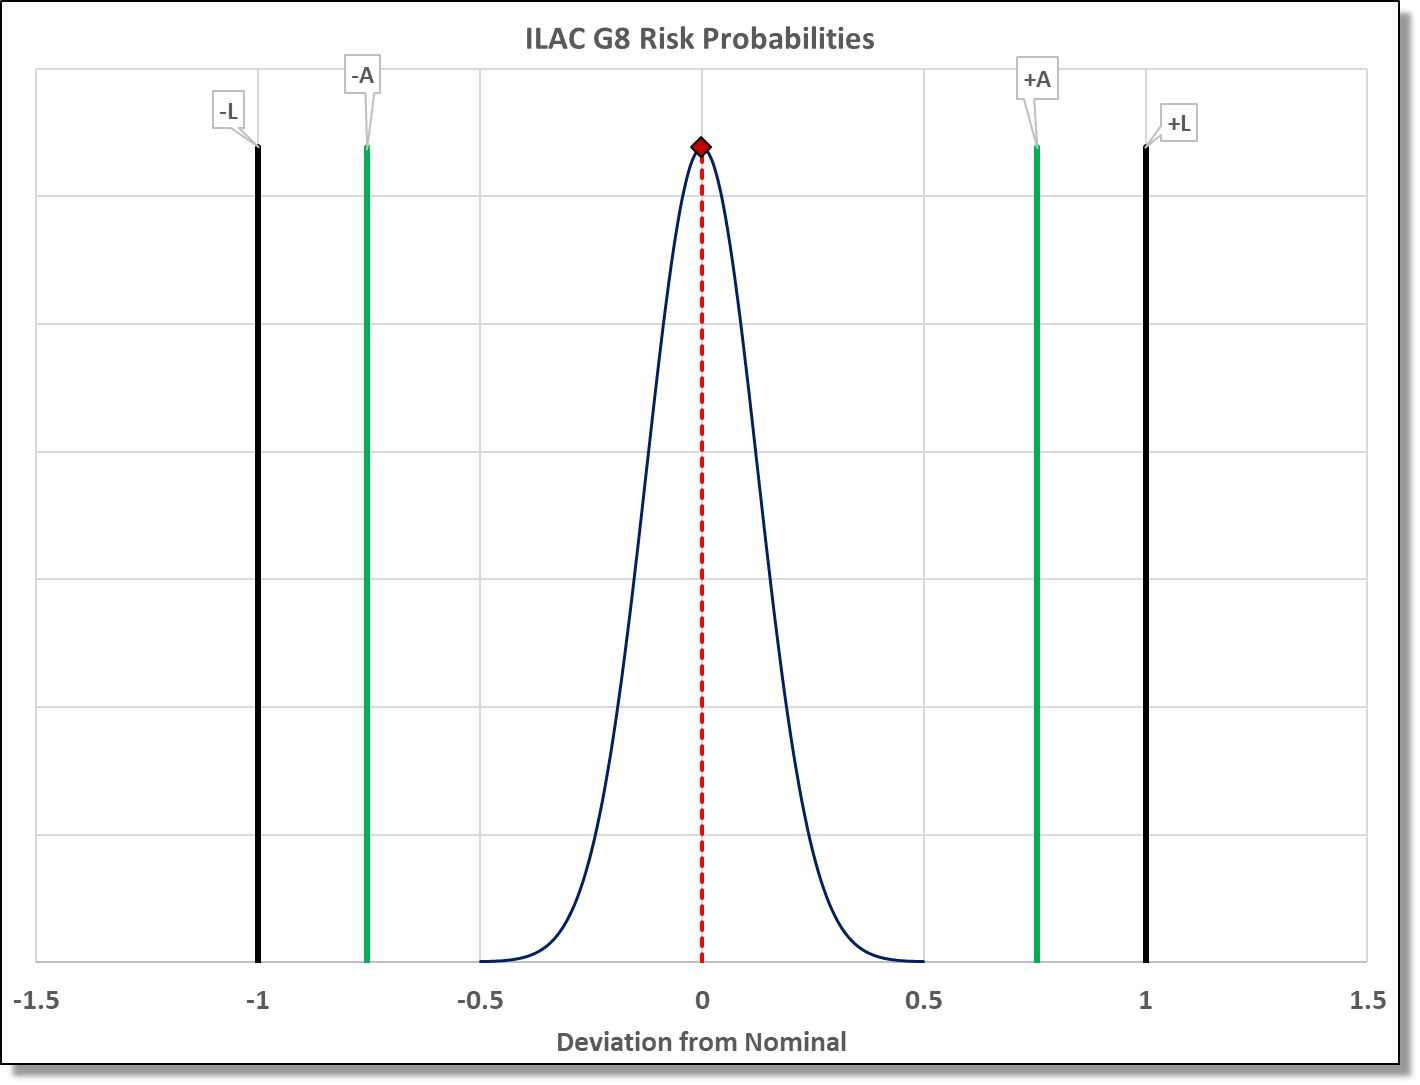 ILAC G8 Risk Probabilities
-A
+A
-L
+L
-1.5
-1
-0.5
0
0.5
1
1.5
Deviation from Nominal